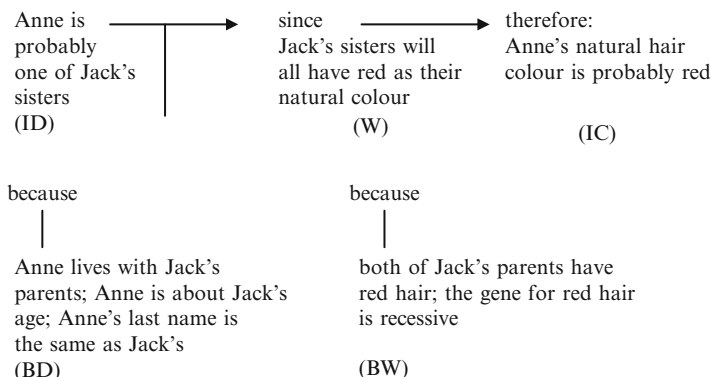 Anne is
probably
one of Jack's
sisters
(ID)
since
Jack's sisters will
all have red as their
natural colour
(W)
therefore:
Anne's natural hair
colour is probably red
(IC)
because
Anne lives with Jack's
parents; Anne is about Jack's
age; Anne's last name is
the same as Jack's
(BD)
because
both of Jack's parents have
red hair; the gene for red hair
is recessive
(BW)